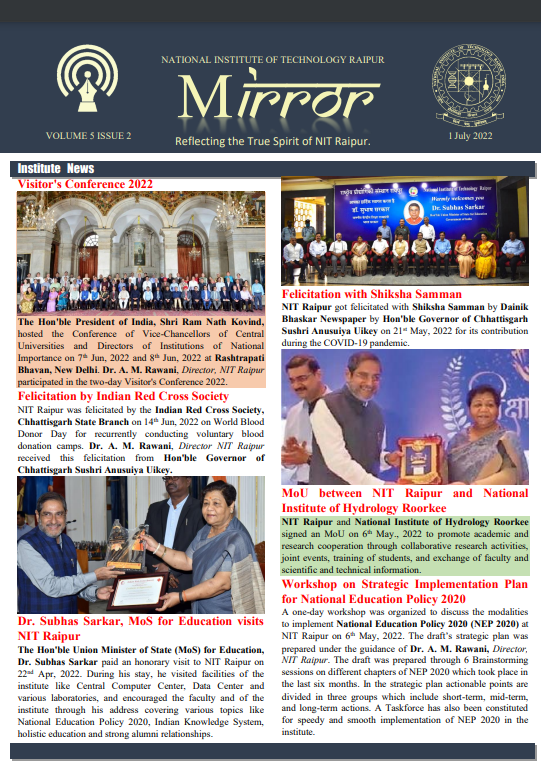 NATIONAL INSTITUTE OF TECHNOLOGY RAIPUR
Mirror
VOLUME 5 ISSUE 2
Reflecting the True Spirit of NIT Raipur.
1 July 2022
Institute News
Visitor's Conference 2022
The Hon'ble President of India, Shri Ram Nath Kovind,
hosted the Conference of Vice-Chancellors of Central
Universities and Directors of Institutions of National
Importance on 7th Jun, 2022 and 8th Jun, 2022 at Rashtrapati
Bhavan, New Delhi. Dr. A. M. Rawani, Director, NIT Raipur
participated in the two-day Visitor's Conference 2022.
Felicitation by Indian Red Cross Society
NIT Raipur was felicitated by the Indian Red Cross Society,
Chhattisgarh State Branch on 14th Jun, 2022 on World Blood
Donor Day for recurrently conducting voluntary blood
donation camps. Dr. A. M. Rawani, Director NIT Raipur
received this felicitation from Hon'ble Governor of
Chhattisgarh Sushri Anusuiya Uikey.
Dr. Subhas Sarkar, MoS for Education visits
NIT Raipur
The Hon'ble Union Minister of State (MoS) for Education,
Dr. Subhas Sarkar paid an honorary visit to NIT Raipur on
22nd Apr, 2022. During his stay, he visited facilities of the
institute like Central Computer Center, Data Center and
various laboratories, and encouraged the faculty and of the
institute through his address covering various topics like
National Education Policy 2020, Indian Knowledge System,
holistic education and strong alumni relationships.
National Institute of Technology Raipur
Warmly welcomes you
Dr. Subhas Sarkar
डॉ. सुभाष सरकार
Felicitation with Shiksha Samman
NIT Raipur got felicitated with Shiksha Samman by Dainik
Bhaskar Newspaper by Hon'ble Governor of Chhattisgarh
Sushri Anusuiya Uikey on 21st May, 2022 for its contribution
during the COVID-19 pandemic.
MoU between NIT Raipur and National
Institute of Hydrology Roorkee
NIT Raipur and National Institute of Hydrology Roorkee
signed an MoU on 6th May., 2022 to promote academic and
research cooperation through collaborative research activities,
joint events, training of students, and exchange of faculty and
scientific and technical information.
Workshop on Strategic Implementation Plan
for National Education Policy 2020
A one-day workshop was organized to discuss the modalities
to implement National Education Policy 2020 (NEP 2020) at
NIT Raipur on 6th May, 2022. The draft's strategic plan was
prepared under the guidance of Dr. A. M. Rawani, Director,
NIT Raipur. The draft was prepared through 6 Brainstorming
sessions on different chapters of NEP 2020 which took place in
the last six months. In the strategic plan actionable points are
divided in three groups which include short-term, mid-term,
and long-term actions. A Taskforce has also been constituted
for speedy and smooth implementation of NEP 2020 in the
institute.